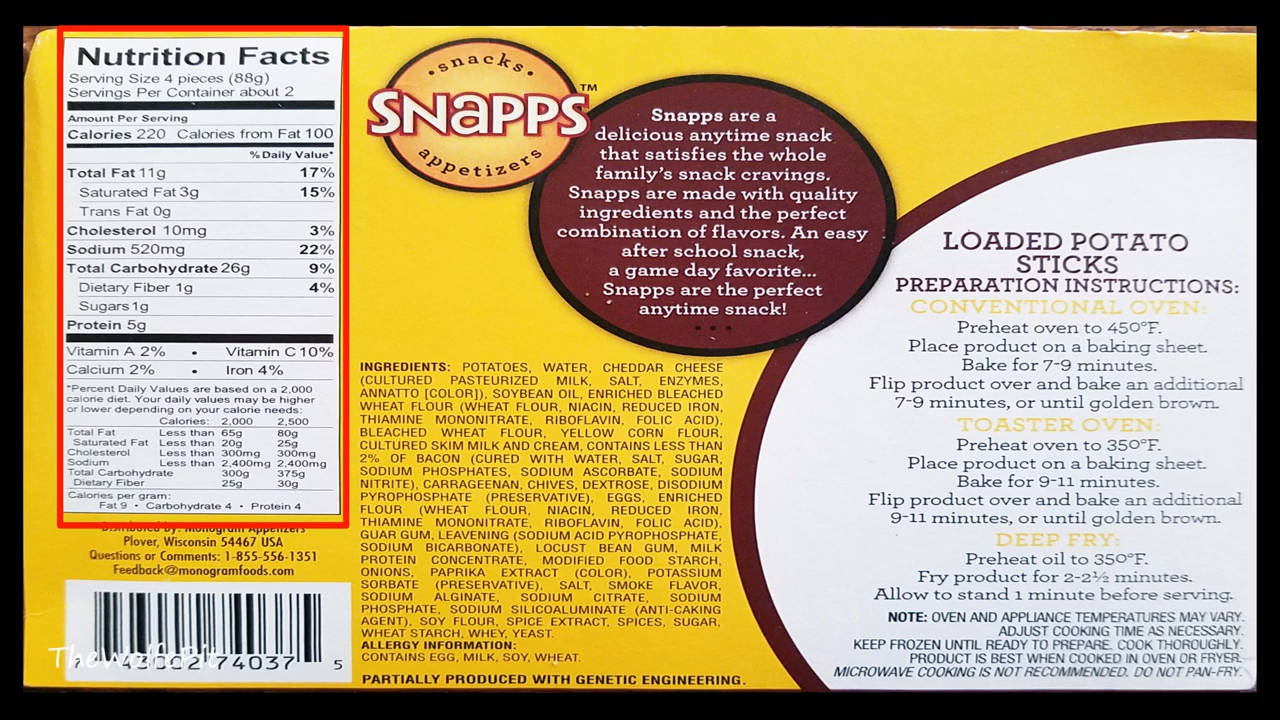 Nutrition Facts
Serving Size 4 pieces (88g)
Servings Per Container about 2
Amount Per Serving
Calories 220 Calories from Fat 100
% Daily Value*
Total Fat 11g 17%
Saturated Fat 3g 15%
Trans Fat 0g
Cholesterol 10mg 3%
Sodium 520mg 22%
Total Carbohydrate 26g 9%
Dietary Fiber 1g 4%
Sugars 1g
Protein 5g
Vitamin A 2% • Vitamin C 10%
Calcium 2% • Iron 4%
*Percent Daily Values are based on a 2,000
calorie diet. Your daily values may be higher
or lower depending on your calorie needs:
Calories: 2,000 2,500
Total Fat Less than 65g 80g
Saturated Fat Less than 20g 25g
Cholesterol Less than 300mg 300mg
Sodium Less than 2,400mg 2,400mg
Total Carbohydrate 300g 375g
Dietary Fiber 25g 30g
Calories per gram:
Fat 9 • Carbohydrate 4 • Protein 4
Distributed by: Monogram Appetizers
Plover, Wisconsin 54467 USA
Questions or Comments: 1-855-556-1351
Feedback@monogramfoods.com
TheWolfePit
74037 5
•snacks•
SNAPPS™
appetizers
Snapps are a
delicious anytime snack
that satisfies the whole
family's snack cravings.
Snapps are made with quality
ingredients and the perfect
combination of flavors. An easy
after school snack,
a game day favorite...
Snapps are the perfect
anytime snack!
INGREDIENTS: POTATOES, WATER, CHEDDAR CHEESE
(CULTURED PASTEURIZED MILK, SALT, ENZYMES,
ANNATTO [COLOR]), SOYBEAN OIL, ENRICHED BLEACHED
WHEAT FLOUR (WHEAT FLOUR, NIACIN, REDUCED IRON,
THIAMINE MONONITRATE, RIBOFLAVIN, FOLIC ACID),
BLEACHED WHEAT FLOUR, YELLOW CORN FLOUR,
CULTURED SKIM MILK AND CREAM, CONTAINS LESS THAN
2% OF BACON (CURED WITH WATER, SALT, SUGAR,
SODIUM PHOSPHATES, SODIUM ASCORBATE, SODIUM
NITRITE), CARRAGEENAN, CHIVES, DEXTROSE, DISODIUM
PYROPHOSPHATE (PRESERVATIVE), EGGS, ENRICHED
FLOUR (WHEAT FLOUR, NIACIN, REDUCED IRON,
THIAMINE MONONITRATE, RIBOFLAVIN, FOLIC ACID),
GUAR GUM, LEAVENING (SODIUM ACID PYROPHOSPHATE,
SODIUM BICARBONATE), LOCUST BEAN GUM, MILK
PROTEIN CONCENTRATE, MODIFIED FOOD STARCH,
ONIONS, PAPRIKA EXTRACT (COLOR), POTASSIUM
SORBATE (PRESERVATIVE), SALT, SMOKE FLAVOR,
SODIUM ALGINATE, SODIUM CITRATE, SODIUM
PHOSPHATE, SODIUM SILICOALUMINATE (ANTI-CAKING
AGENT), SOY FLOUR, SPICE EXTRACT, SPICES, SUGAR,
WHEAT STARCH, WHEY, YEAST.
ALLERGY INFORMATION:
CONTAINS EGG, MILK, SOY, WHEAT.
PARTIALLY PRODUCED WITH GENETIC ENGINEERING.
LOADED POTATO
STICKS
PREPARATION INSTRUCTIONS:
CONVENTIONAL OVEN:
Preheat oven to 450°F.
Place product on a baking sheet.
Bake for 7-9 minutes.
Flip product over and bake an additional
7-9 minutes, or until golden brown.
TOASTER OVEN:
Preheat oven to 350°F.
Place product on a baking sheet.
Bake for 9-11 minutes.
Flip product over and bake an additional
9-11 minutes, or until golden brown.
DEEP FRY:
Preheat oil to 350°F.
Fry product for 2-2½ minutes.
Allow to stand 1 minute before serving.
NOTE: OVEN AND APPLIANCE TEMPERATURES MAY VARY.
ADJUST COOKING TIME AS NECESSARY.
KEEP FROZEN UNTIL READY TO PREPARE. COOK THOROUGHLY.
PRODUCT IS BEST WHEN COOKED IN OVEN OR FRYER.
MICROWAVE COOKING IS NOT RECOMMENDED. DO NOT PAN-FRY.